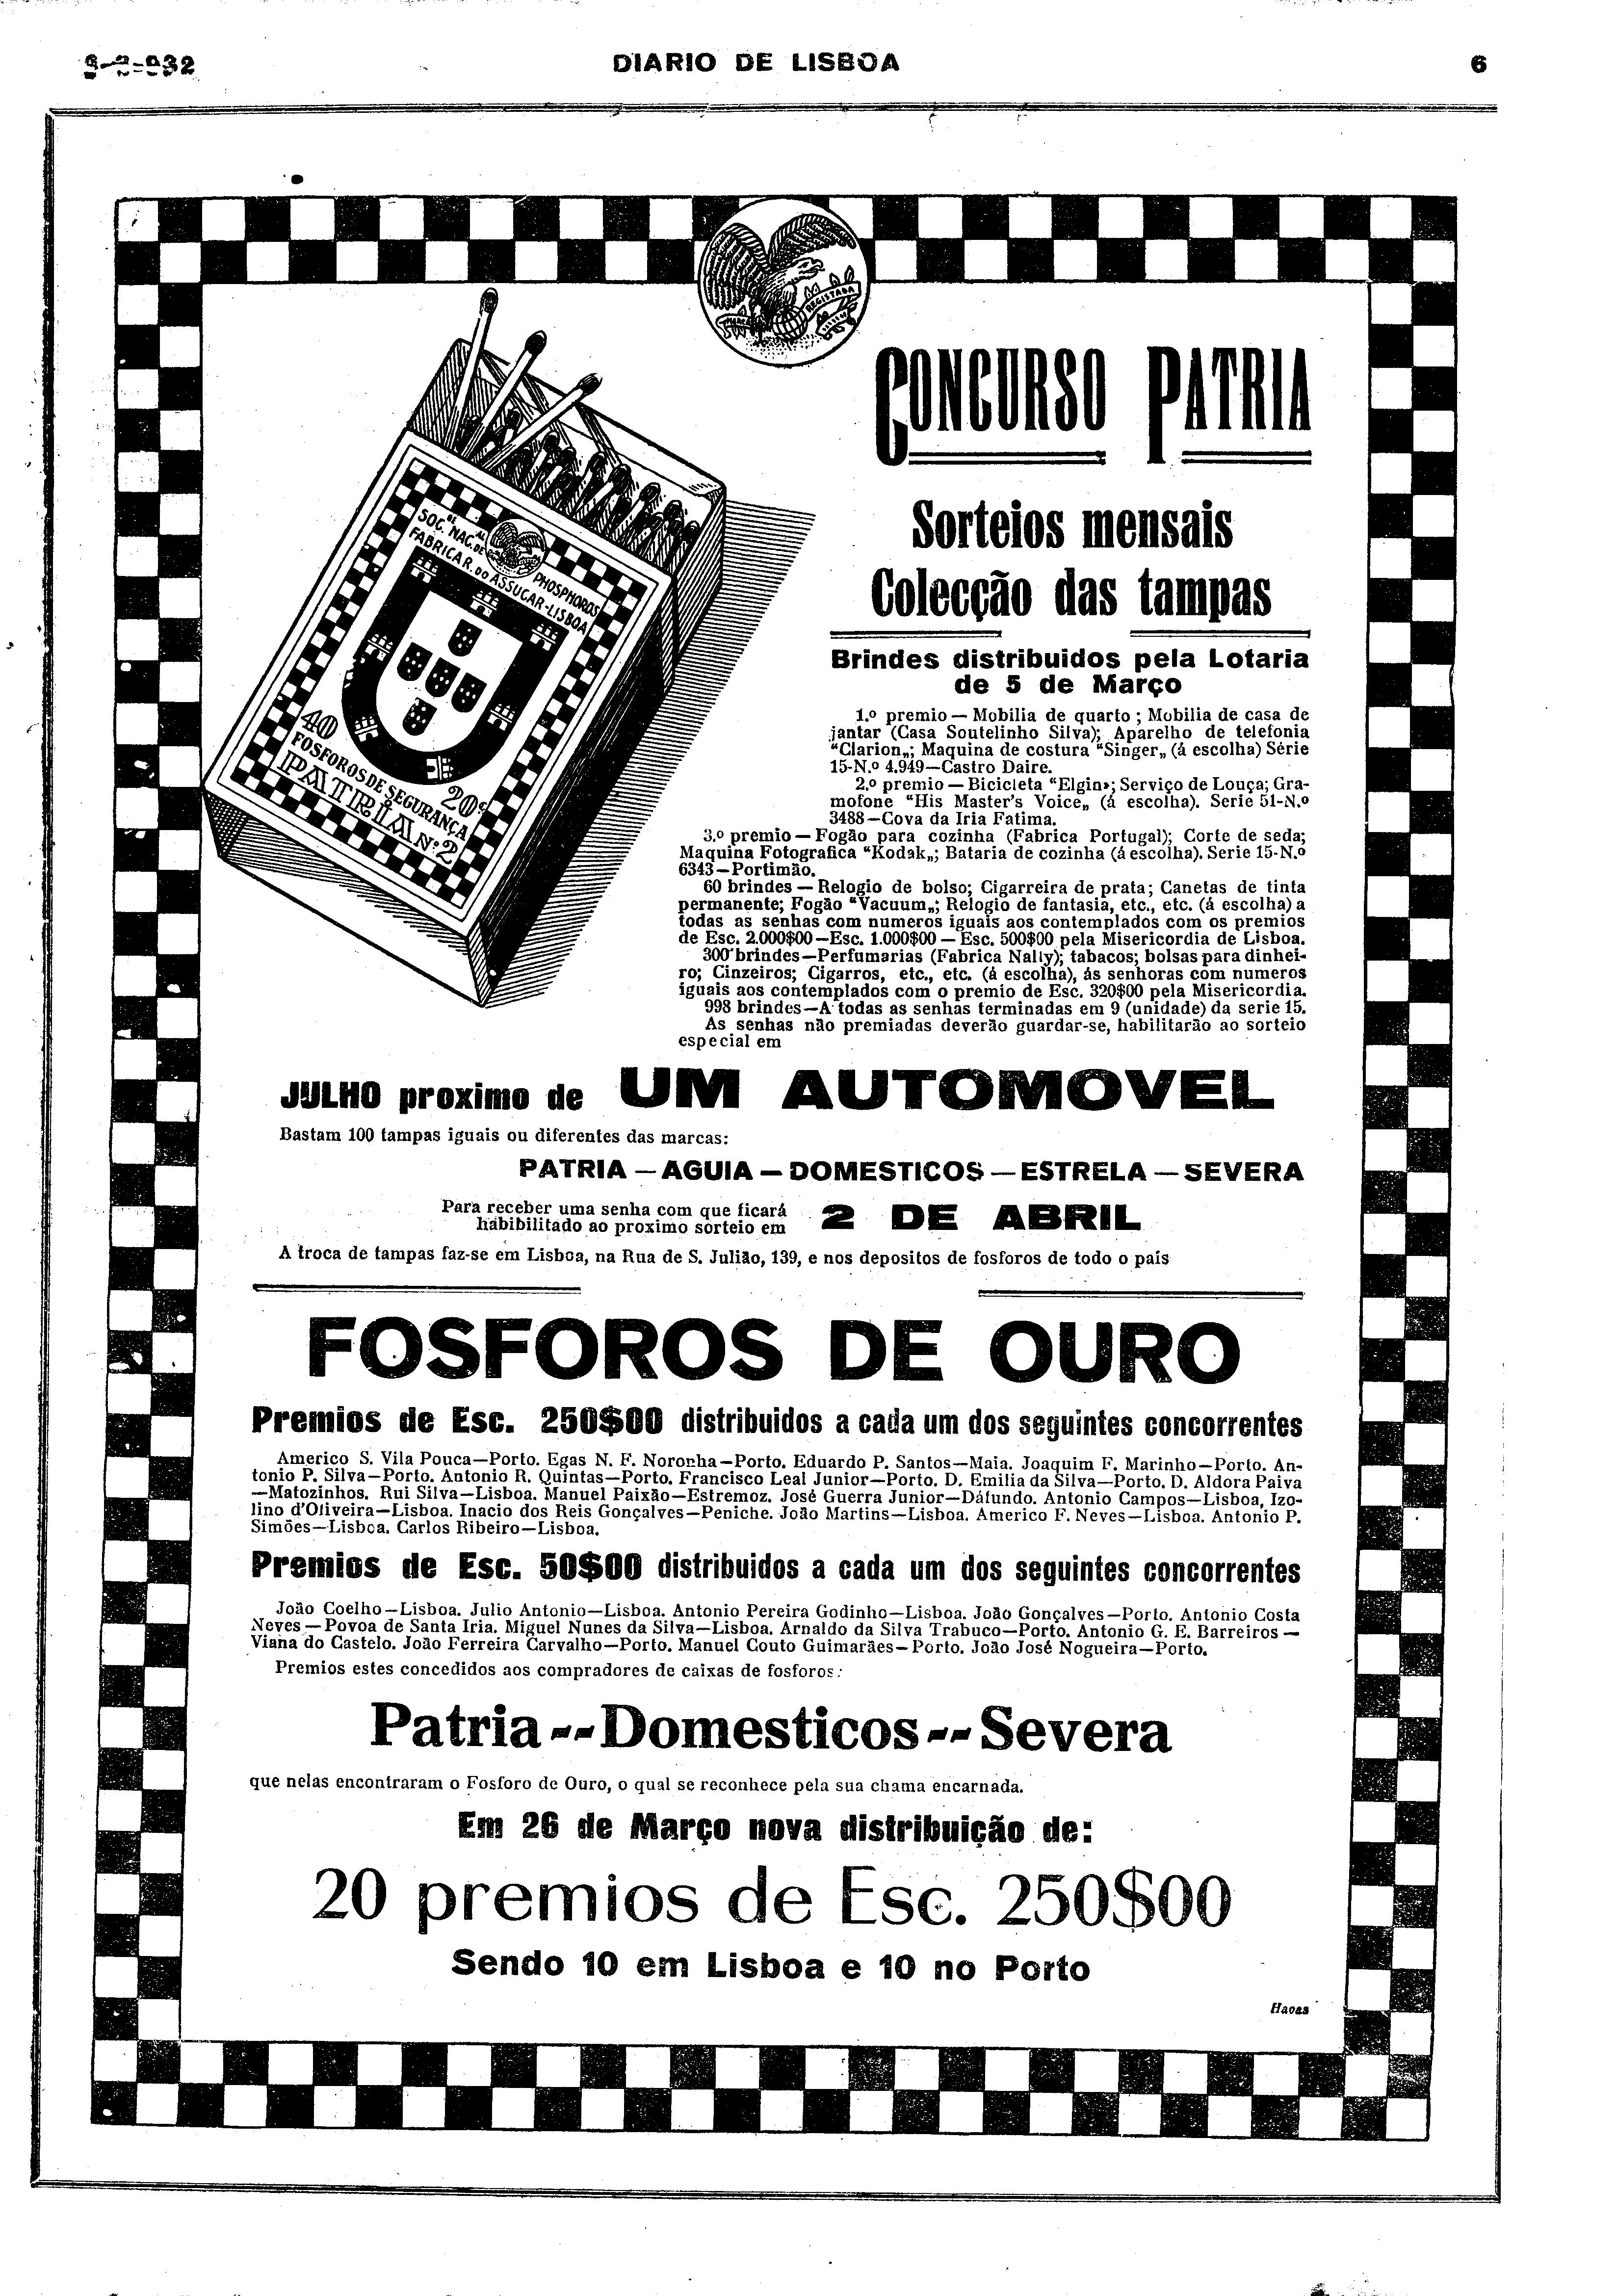 DIARIO DE LISBOA
6
REGISTADA
CONCURSO PATRIA
Sorteios mensais
Colecção das tampas
SOC. NAC. DE PHOSPHOROS
FABRICA R. DO ASSUCAR-LISBOA
40
FOSFOROS DE SEGURANÇA
PATRIA Nº 2
Brindes distribuidos pela Lotaria
de 5 de Março
1.º premio — Mobilia de quarto; Mobilia de casa de
jantar (Casa Soutelinho Silva); Aparelho de telefonia
“Clarion„; Maquina de costura “Singer„ (á escolha) Série
15-N.º 4.949—Castro Daire.
2.º premio — Bicicleta “Elgin»; Serviço de Louça; Gra-
mofone “His Master's Voice„ (á escolha). Serie 51-N.º
3488—Cova da Iria Fatima.
3.º premio — Fogão para cozinha (Fabrica Portugal); Corte de seda;
Maquina Fotografica “Kodak„; Bataria de cozinha (á escolha). Serie 15-N.º
6343—Portimão.
60 brindes — Relogio de bolso; Cigarreira de prata; Canetas de tinta
permanente; Fogão “Vacuum„; Relogio de fantasia, etc., etc. (á escolha) a
todas as senhas com numeros iguais aos contemplados com os premios
de Esc. 2.000$00—Esc. 1.000$00 — Esc. 500$00 pela Misericordia de Lisboa.
300 brindes—Perfumarias (Fabrica Nally); tabacos; bolsas para dinhei-
ro; Cinzeiros; Cigarros, etc., etc. (á escolha), ás senhoras com numeros
iguais aos contemplados com o premio de Esc. 320$00 pela Misericordia.
998 brindes—A todas as senhas terminadas em 9 (unidade) da serie 15.
As senhas não premiadas deverão guardar-se, habilitarão ao sorteio
especial em
JULHO proximo de UM AUTOMOVEL
Bastam 100 tampas iguais ou diferentes das marcas:
PATRIA — AGUIA — DOMESTICOS — ESTRELA — SEVERA
Para receber uma senha com que ficará
habibilitado ao proximo sorteio em
2 DE ABRIL
A troca de tampas faz-se em Lisboa, na Rua de S. Julião, 139, e nos depositos de fosforos de todo o país
FOSFOROS DE OURO
Premios de Esc. 250$00 distribuidos a cada um dos seguintes concorrentes
Americo S. Vila Pouca—Porto. Egas N. F. Noronha—Porto. Eduardo P. Santos—Maia. Joaquim F. Marinho—Porto. An-
tonio P. Silva—Porto. Antonio R. Quintas—Porto. Francisco Leal Junior—Porto. D. Emilia da Silva—Porto. D. Aldora Paiva
—Matozinhos. Rui Silva—Lisboa. Manuel Paixão—Estremoz. José Guerra Junior—Dáfundo. Antonio Campos—Lisboa, Izo-
lino d'Oliveira—Lisboa. Inacio dos Reis Gonçalves—Peniche. João Martins—Lisboa. Americo F. Neves—Lisboa. Antonio P.
Simões—Lisboa. Carlos Ribeiro—Lisboa.
Premios de Esc. 50$00 distribuidos a cada um dos seguintes concorrentes
João Coelho—Lisboa. Julio Antonio—Lisboa. Antonio Pereira Godinho—Lisboa. João Gonçalves—Porto. Antonio Costa
Neves—Povoa de Santa Iria. Miguel Nunes da Silva—Lisboa. Arnaldo da Silva Trabuco—Porto. Antonio G. E. Barreiros —
Viana do Castelo. João Ferreira Carvalho—Porto. Manuel Couto Guimarães—Porto. João José Nogueira—Porto.
Premios estes concedidos aos compradores de caixas de fosforos:
Patria--Domesticos--Severa
que nelas encontraram o Fosforo de Ouro, o qual se reconhece pela sua chama encarnada.
Em 26 de Março nova distribuição de:
20 premios de Esc. 250$00
Sendo 10 em Lisboa e 10 no Porto
Havas